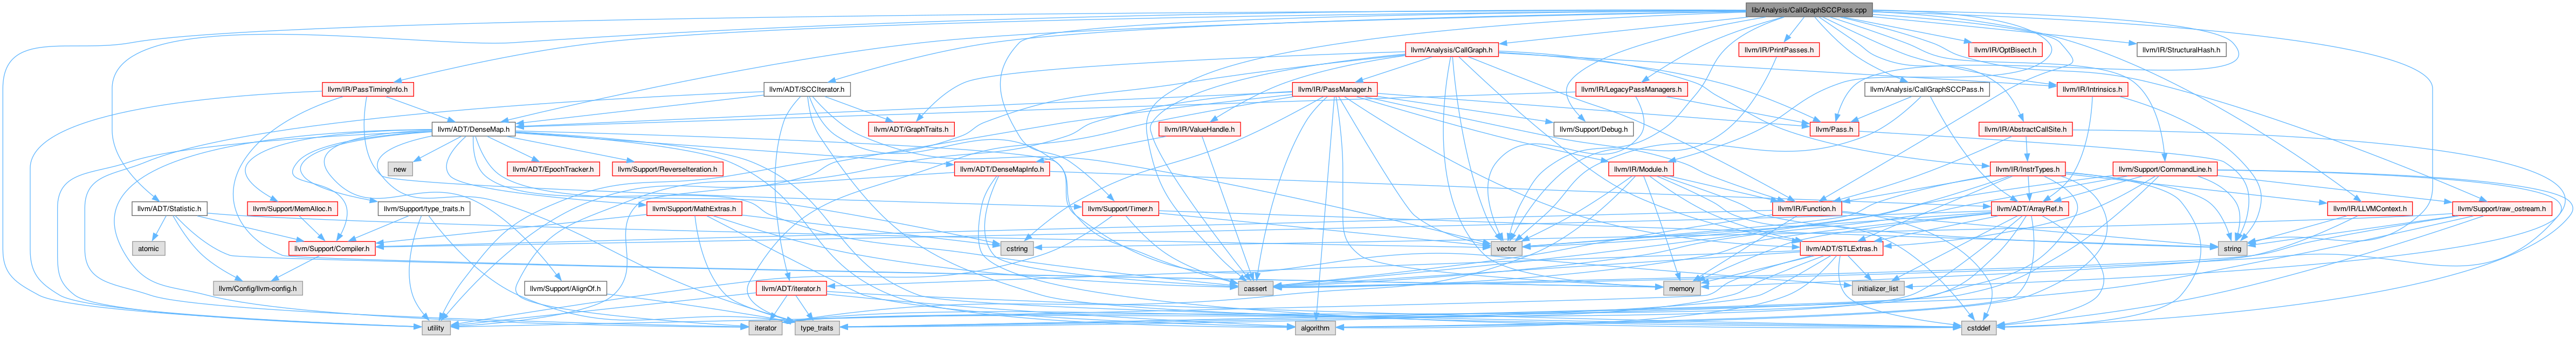 lib/Analysis/CallGraphSCCPass.cpp
llvm/Analysis/CallGraph.h
llvm/IR/PrintPasses.h
llvm/IR/OptBisect.h
llvm/IR/StructuralHash.h
llvm/IR/PassTimingInfo.h
llvm/ADT/SCCIterator.h
llvm/IR/PassManager.h
llvm/IR/LegacyPassManagers.h
llvm/Analysis/CallGraphSCCPass.h
llvm/IR/Intrinsics.h
llvm/ADT/DenseMap.h
llvm/ADT/GraphTraits.h
llvm/IR/ValueHandle.h
llvm/Support/Debug.h
llvm/Pass.h
llvm/IR/AbstractCallSite.h
new
llvm/ADT/EpochTracker.h
llvm/Support/ReverseIteration.h
llvm/ADT/DenseMapInfo.h
llvm/IR/Module.h
llvm/IR/InstrTypes.h
llvm/Support/CommandLine.h
llvm/ADT/Statistic.h
llvm/Support/MemAlloc.h
llvm/Support/type_traits.h
llvm/Support/MathExtras.h
llvm/Support/Timer.h
llvm/IR/Function.h
llvm/ADT/ArrayRef.h
llvm/IR/LLVMContext.h
llvm/Support/raw_ostream.h
atomic
llvm/Support/Compiler.h
cstring
vector
llvm/ADT/STLExtras.h
string
llvm/Config/llvm-config.h
llvm/Support/AlignOf.h
llvm/ADT/iterator.h
cassert
memory
initializer_list
utility
iterator
type_traits
algorithm
cstddef